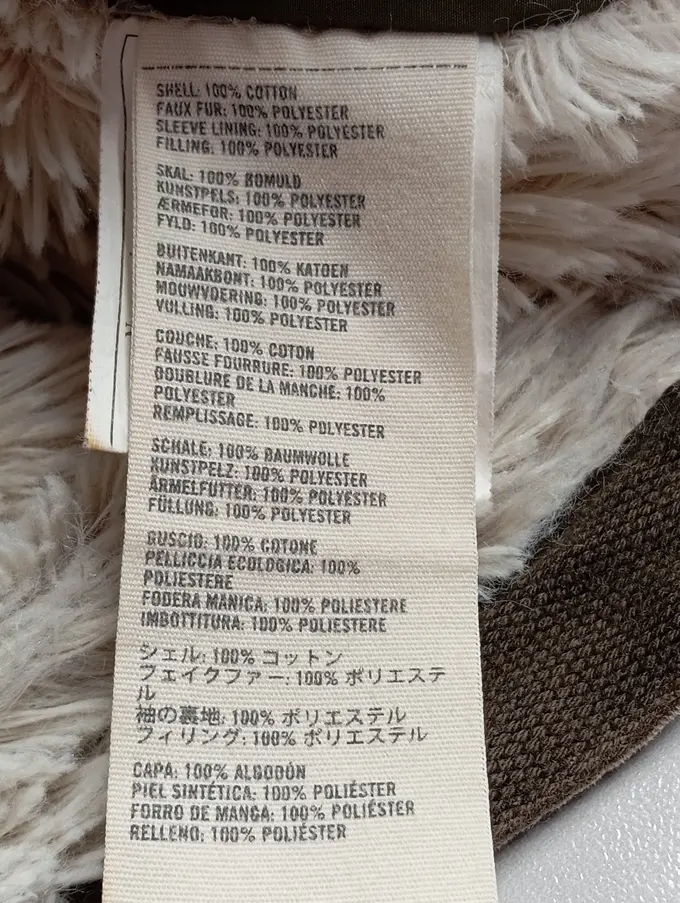 SHELL: 100% COTTON
FAUX FUR: 100% POLYESTER
SLEEVE LINING: 100% POLYESTER
FILLING: 100% POLYESTER
SKAL: 100% BOMULD
KUNSTPELS: 100% POLYESTER
ÆRMEFOR: 100% POLYESTER
FYLD: 100% POLYESTER
BUITENKANT: 100% KATOEN
NAMAAKBONT: 100% POLYESTER
MOUWVOERING: 100% POLYESTER
VULLING: 100% POLYESTER
COUCHE: 100% COTON
FAUSSE FOURRURE: 100% POLYESTER
DOUBLURE DE LA MANCHE: 100%
POLYESTER
REMPLISSAGE: 100% POLYESTER
SCHALE: 100% BAUMWOLLE
KUNSTPELZ: 100% POLYESTER
ÄRMELFUTTER: 100% POLYESTER
FÜLLUNG: 100% POLYESTER
GUSCIO: 100% COTONE
PELLICCIA ECOLOGICA: 100%
POLIESTERE
FODERA MANICA: 100% POLIESTERE
IMBOTTITURA: 100% POLIESTERE
シェル: 100% コットン
フェイクファー: 100% ポリエステ
ル
袖の裏地: 100% ポリエステル
フィリング: 100% ポリエステル
CAPA: 100% ALGODÓN
PIEL SINTÉTICA: 100% POLIÉSTER
FORRO DE MANGA: 100% POLIÉSTER
RELLENO: 100% POLIÉSTER